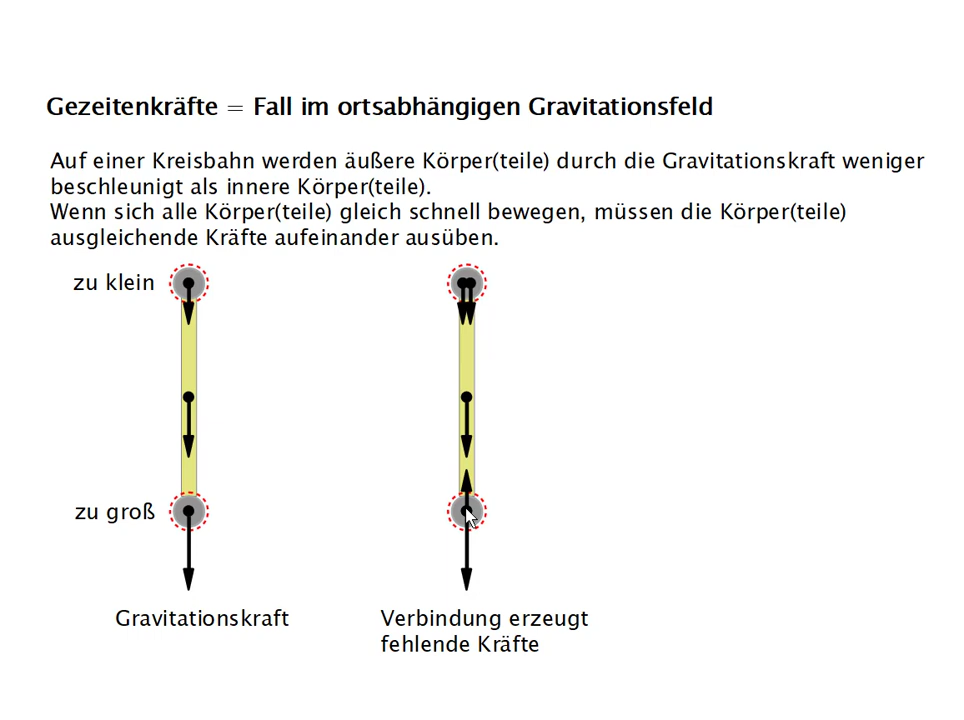 Gezeitenkräfte = Fall im ortsabhängigen Gravitationsfeld
Auf einer Kreisbahn werden äußere Körper(teile) durch die Gravitationskraft weniger
beschleunigt als innere Körper(teile).
Wenn sich alle Körper(teile) gleich schnell bewegen, müssen die Körper(teile)
ausgleichende Kräfte aufeinander ausüben.
zu klein
zu groß
Gravitationskraft
Verbindung erzeugt
fehlende Kräfte